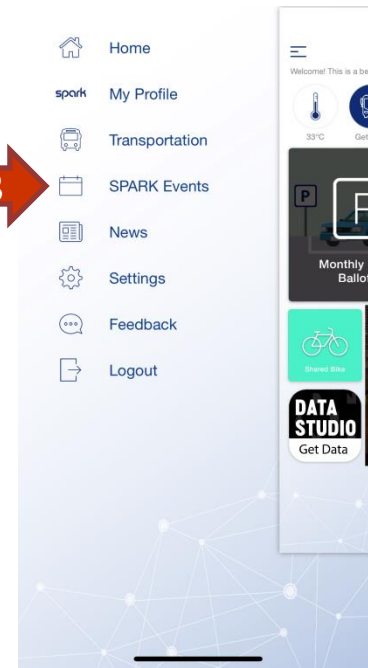 Home
spark My Profile
Transportation
SPARK Events
News
Settings
Feedback
Logout
Welcome! This is a be
33°C Get
P
Monthly
Ballot
Shared Bike
DATA
STUDIO
Get Data